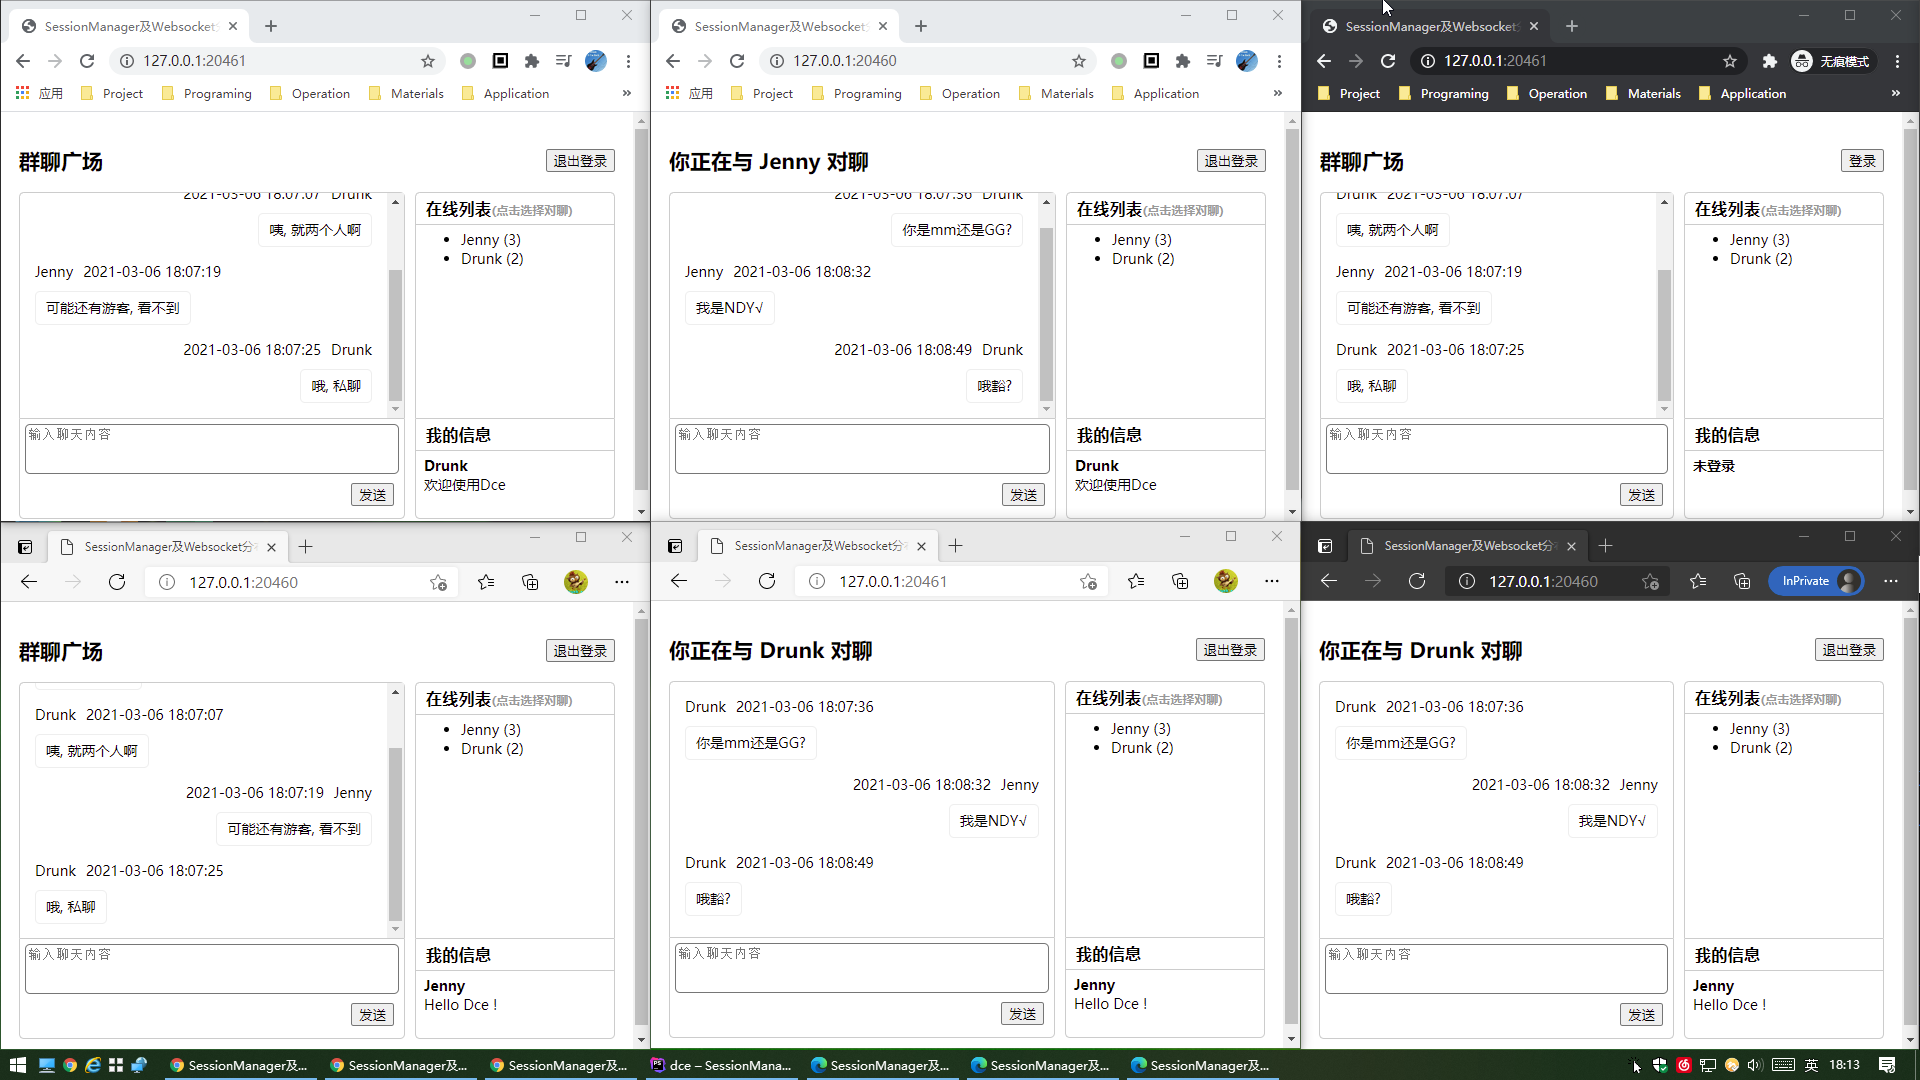 SessionManager及Websocket分
127.0.0.1:20461
应用 Project Programing Operation Materials Application »
群聊广场
退出登录
2021-03-06 18:07:07 Drunk
咦, 就两个人啊
Jenny 2021-03-06 18:07:19
可能还有游客, 看不到
2021-03-06 18:07:25 Drunk
哦, 私聊
输入聊天内容
发送
在线列表(点击选择对聊)
Jenny (3)
Drunk (2)
我的信息
Drunk
欢迎使用Dce
SessionManager及Websocket分
127.0.0.1:20460
应用 Project Programing Operation Materials Application »
你正在与 Jenny 对聊
退出登录
2021-03-06 18:07:36 Drunk
你是mm还是GG?
Jenny 2021-03-06 18:08:32
我是NDY√
2021-03-06 18:08:49 Drunk
哦豁?
输入聊天内容
发送
在线列表(点击选择对聊)
Jenny (3)
Drunk (2)
我的信息
Drunk
欢迎使用Dce
SessionManager及Websocket分
127.0.0.1:20461
无痕模式
Project Programing Operation Materials Application »
群聊广场
登录
Drunk 2021-03-06 18:07:07
咦, 就两个人啊
Jenny 2021-03-06 18:07:19
可能还有游客, 看不到
Drunk 2021-03-06 18:07:25
哦, 私聊
输入聊天内容
发送
在线列表(点击选择对聊)
Jenny (3)
Drunk (2)
我的信息
未登录
SessionManager及Websocket分
127.0.0.1:20460
群聊广场
退出登录
Drunk 2021-03-06 18:07:07
咦, 就两个人啊
2021-03-06 18:07:19 Jenny
可能还有游客, 看不到
Drunk 2021-03-06 18:07:25
哦, 私聊
输入聊天内容
发送
在线列表(点击选择对聊)
Jenny (3)
Drunk (2)
我的信息
Jenny
Hello Dce !
SessionManager及Websocket分
127.0.0.1:20461
你正在与 Drunk 对聊
退出登录
Drunk 2021-03-06 18:07:36
你是mm还是GG?
2021-03-06 18:08:32 Jenny
我是NDY√
Drunk 2021-03-06 18:08:49
哦豁?
输入聊天内容
发送
在线列表(点击选择对聊)
Jenny (3)
Drunk (2)
我的信息
Jenny
Hello Dce !
SessionManager及Websocket分
127.0.0.1:20460
InPrivate
你正在与 Drunk 对聊
退出登录
Drunk 2021-03-06 18:07:36
你是mm还是GG?
2021-03-06 18:08:32 Jenny
我是NDY√
Drunk 2021-03-06 18:08:49
哦豁?
输入聊天内容
发送
在线列表(点击选择对聊)
Jenny (3)
Drunk (2)
我的信息
Jenny
Hello Dce !
SessionManager及... SessionManager及... SessionManager及... dce – SessionMana... SessionManager及... SessionManager及... SessionManager及... 英 18:13